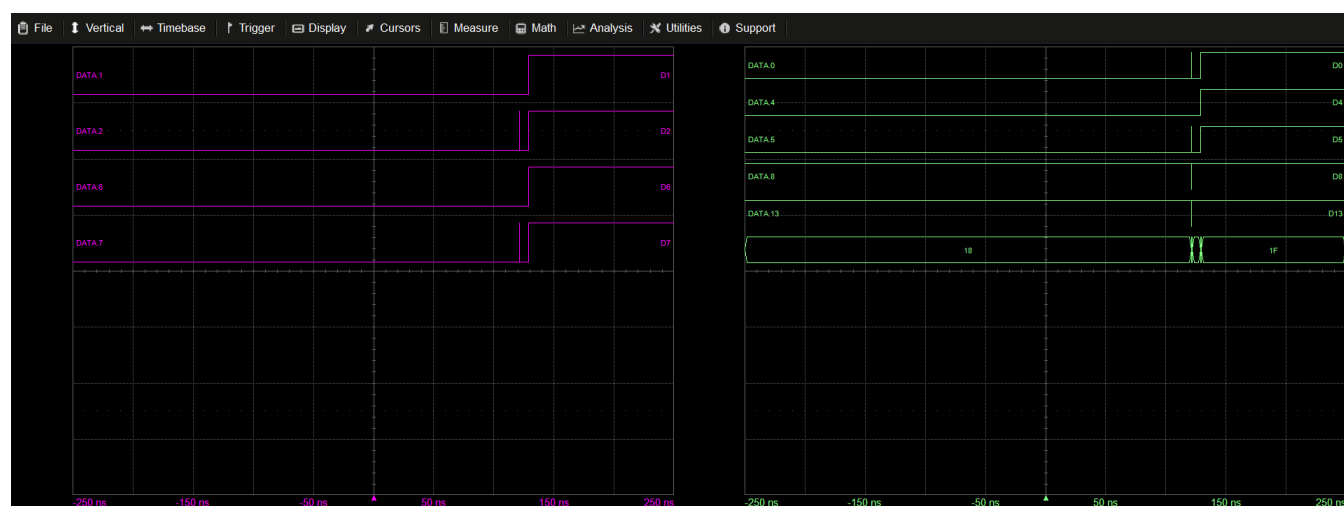 File Vertical Timebase Trigger Display Cursors Measure Math Analysis Utilities Support
DATA.1 D1
DATA.2 D2
DATA.6 D6
DATA.7 D7
-250 ns -150 ns -50 ns 50 ns 150 ns 250 ns
DATA.0 D0
DATA.4 D4
DATA.5 D5
DATA.8 D8
DATA.13 D13
18 1F
-250 ns -150 ns -50 ns 50 ns 150 ns 250 ns